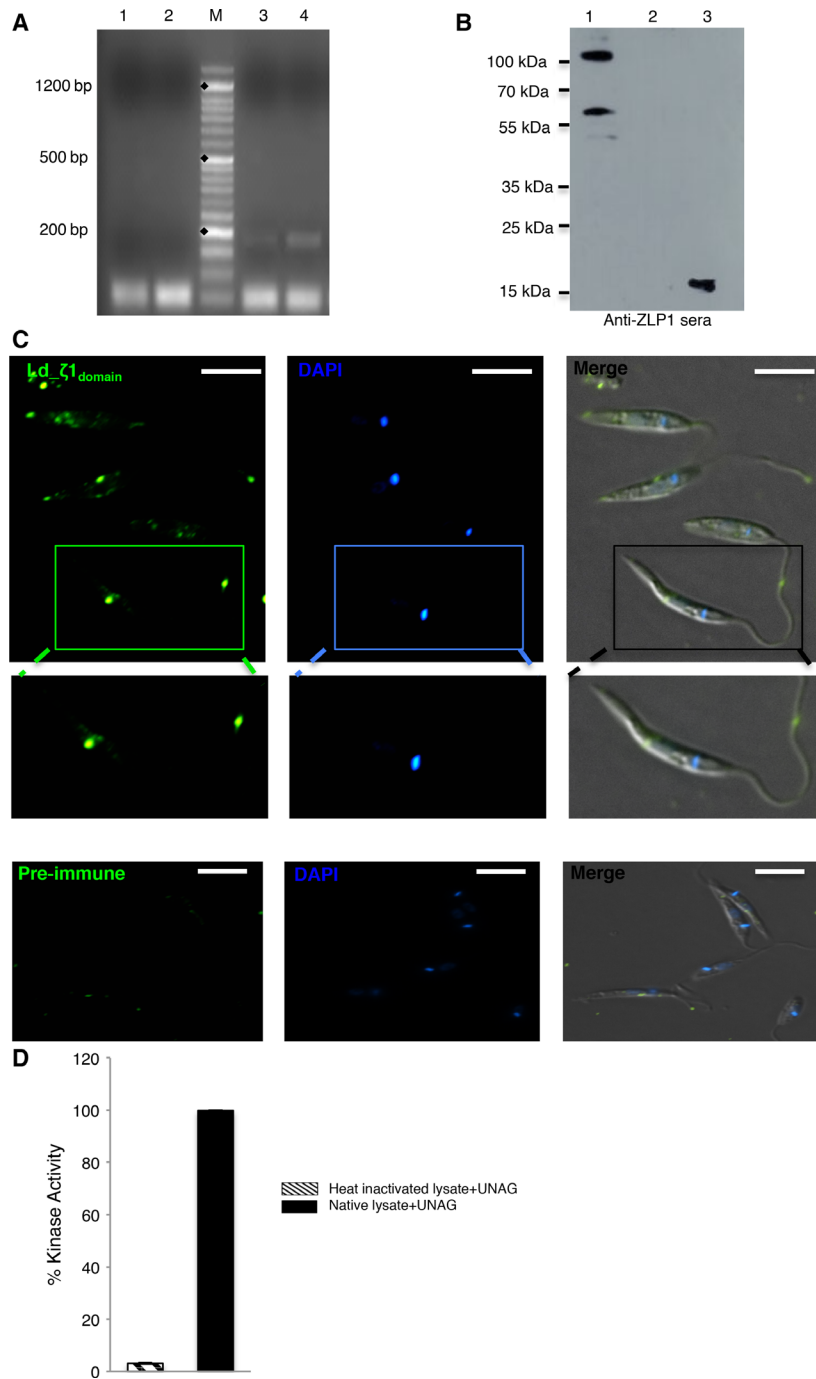 A
1 2 M 3 4
1200 bp
500 bp
200 bp
B
1 2 3
100 kDa
70 kDa
55 kDa
35 kDa
25 kDa
15 kDa
Anti-ZLP1 sera
C
Ld_ζ1domain
DAPI
Merge
Pre-immune
DAPI
Merge
D
120
100
80
60
40
20
0
% Kinase Activity
Heat inactivated lysate+UNAG
Native lysate+UNAG